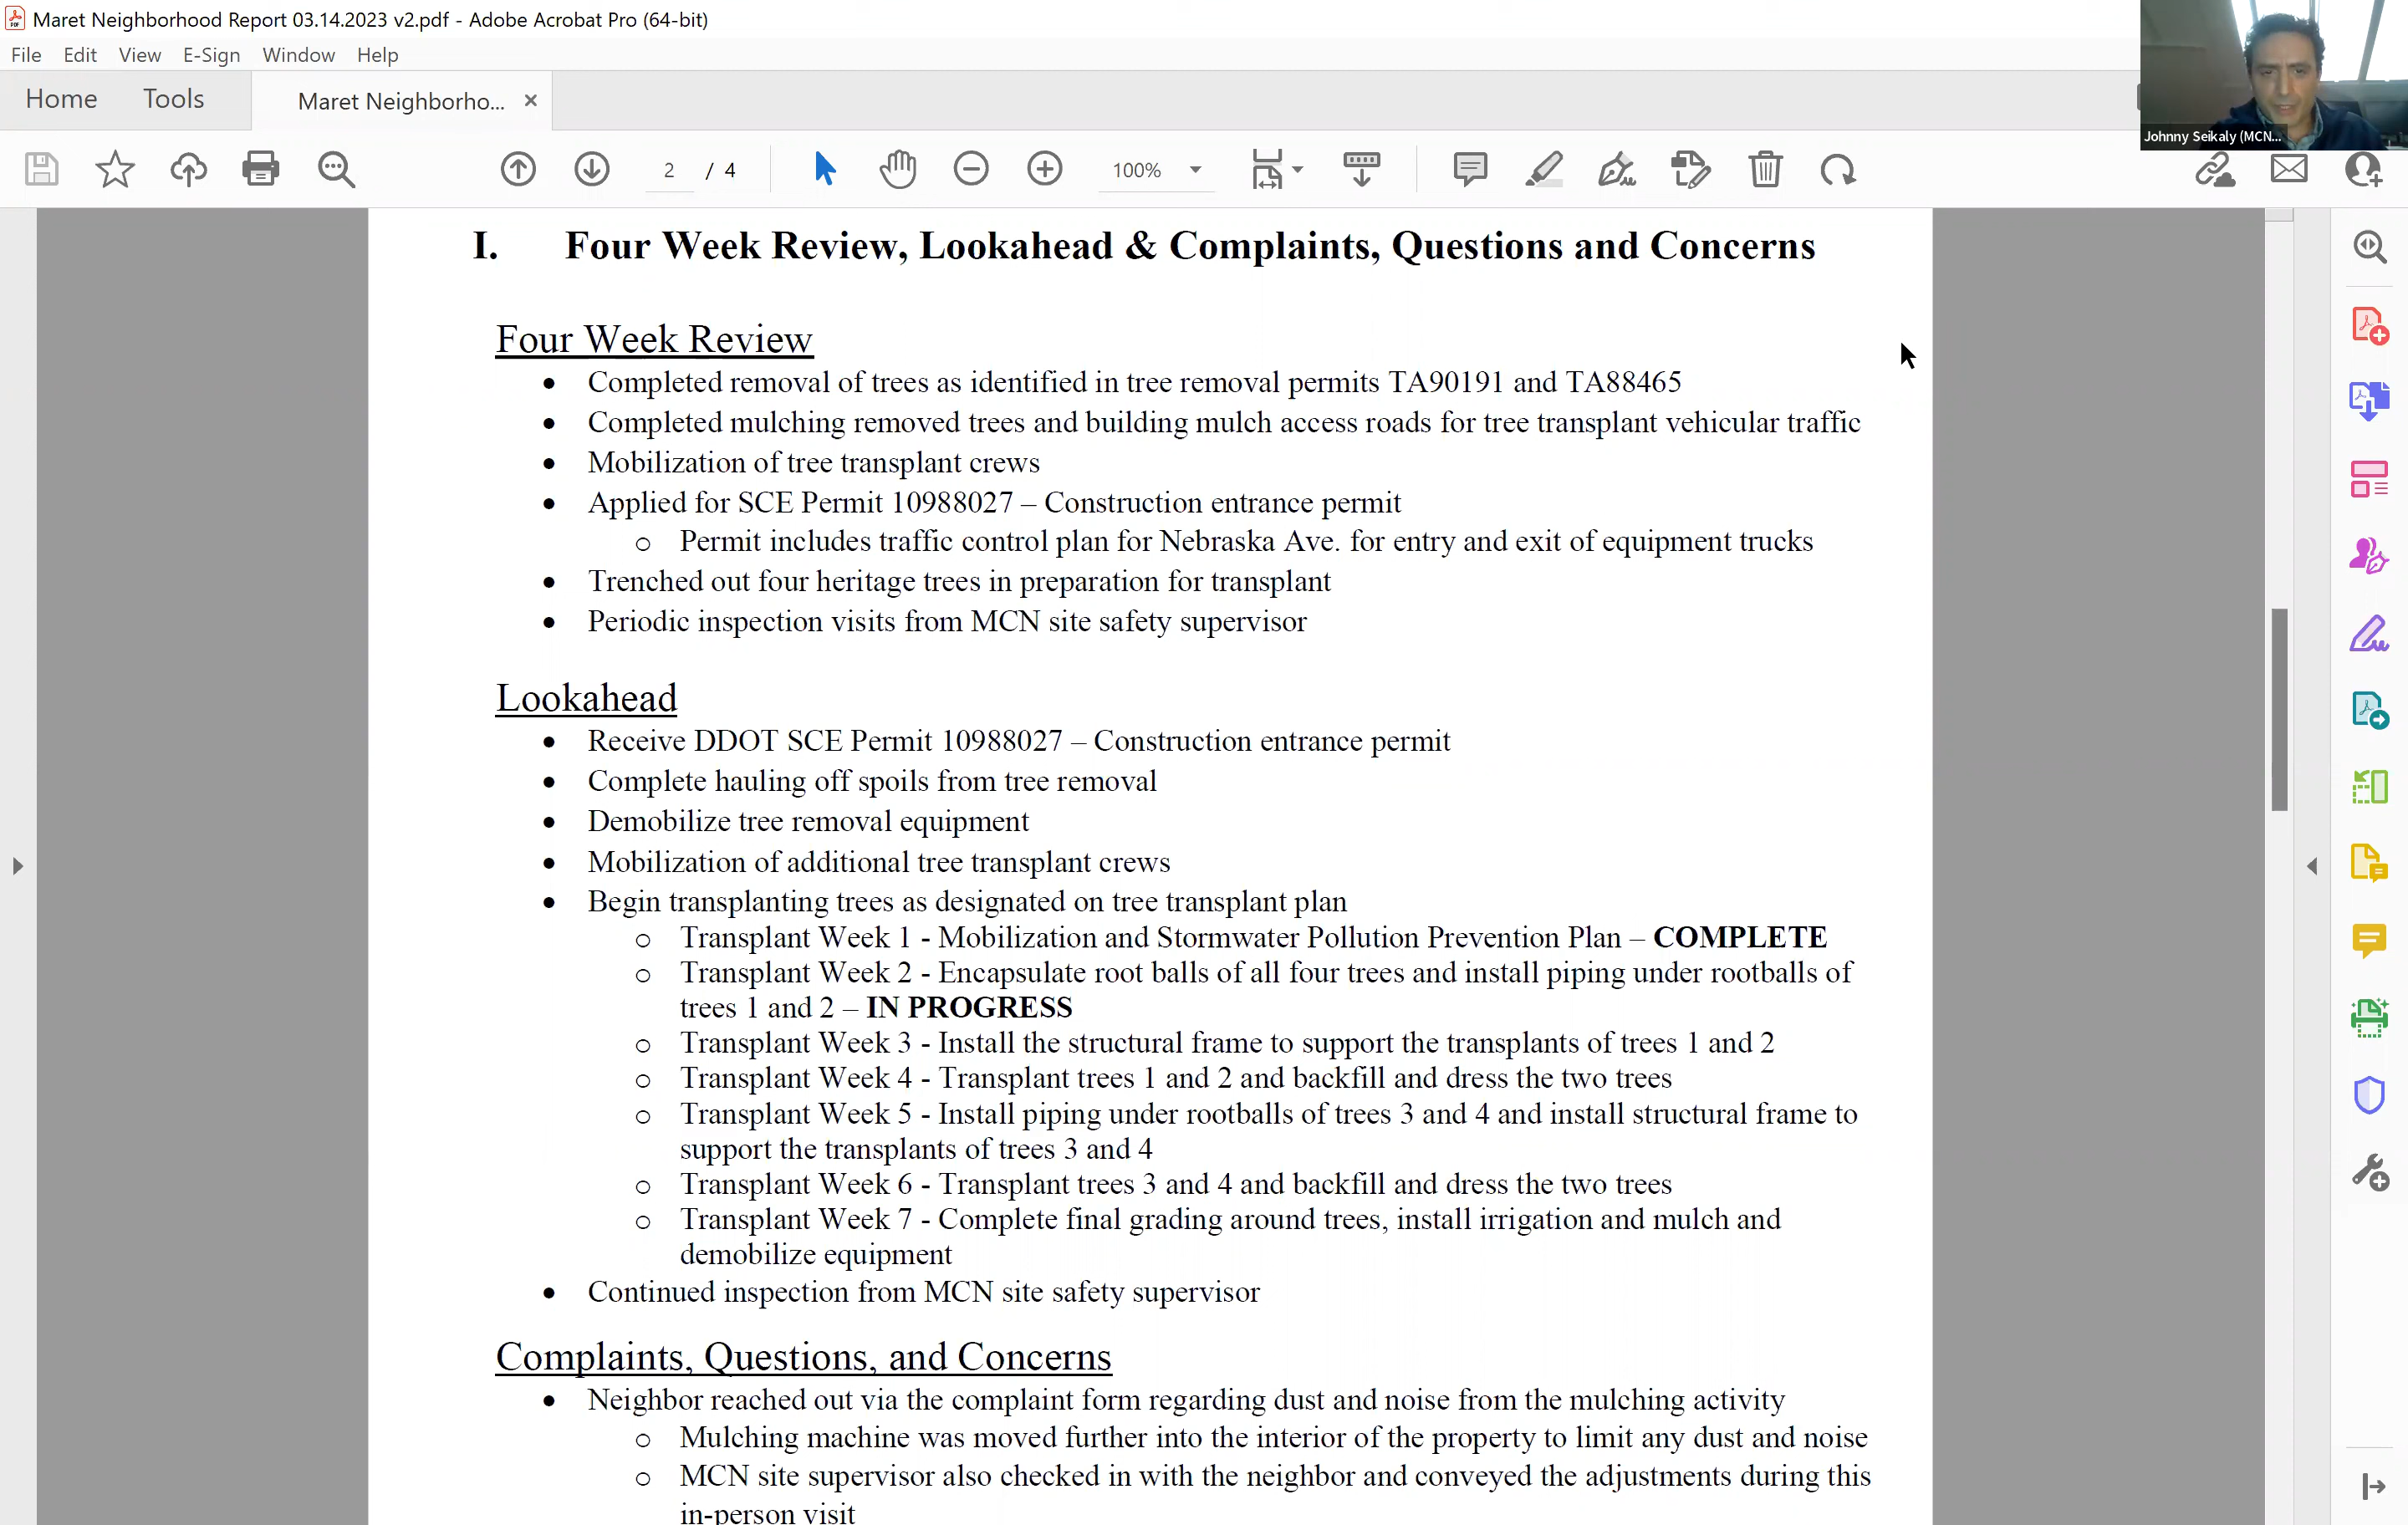 Maret Neighborhood Report 03.14.2023 v2.pdf - Adobe Acrobat Pro (64-bit)
File Edit View E-Sign Window Help
Home Tools Maret Neighborho... ×
Johnny Seikaly (MCN...
2 / 4 100%
I. Four Week Review, Lookahead & Complaints, Questions and Concerns
Four Week Review
• Completed removal of trees as identified in tree removal permits TA90191 and TA88465
• Completed mulching removed trees and building mulch access roads for tree transplant vehicular traffic
• Mobilization of tree transplant crews
• Applied for SCE Permit 10988027 – Construction entrance permit
o Permit includes traffic control plan for Nebraska Ave. for entry and exit of equipment trucks
• Trenched out four heritage trees in preparation for transplant
• Periodic inspection visits from MCN site safety supervisor
Lookahead
• Receive DDOT SCE Permit 10988027 – Construction entrance permit
• Complete hauling off spoils from tree removal
• Demobilize tree removal equipment
• Mobilization of additional tree transplant crews
• Begin transplanting trees as designated on tree transplant plan
o Transplant Week 1 - Mobilization and Stormwater Pollution Prevention Plan – COMPLETE
o Transplant Week 2 - Encapsulate root balls of all four trees and install piping under rootballs of
trees 1 and 2 – IN PROGRESS
o Transplant Week 3 - Install the structural frame to support the transplants of trees 1 and 2
o Transplant Week 4 - Transplant trees 1 and 2 and backfill and dress the two trees
o Transplant Week 5 - Install piping under rootballs of trees 3 and 4 and install structural frame to
support the transplants of trees 3 and 4
o Transplant Week 6 - Transplant trees 3 and 4 and backfill and dress the two trees
o Transplant Week 7 - Complete final grading around trees, install irrigation and mulch and
demobilize equipment
• Continued inspection from MCN site safety supervisor
Complaints, Questions, and Concerns
• Neighbor reached out via the complaint form regarding dust and noise from the mulching activity
o Mulching machine was moved further into the interior of the property to limit any dust and noise
o MCN site supervisor also checked in with the neighbor and conveyed the adjustments during this
in-person visit